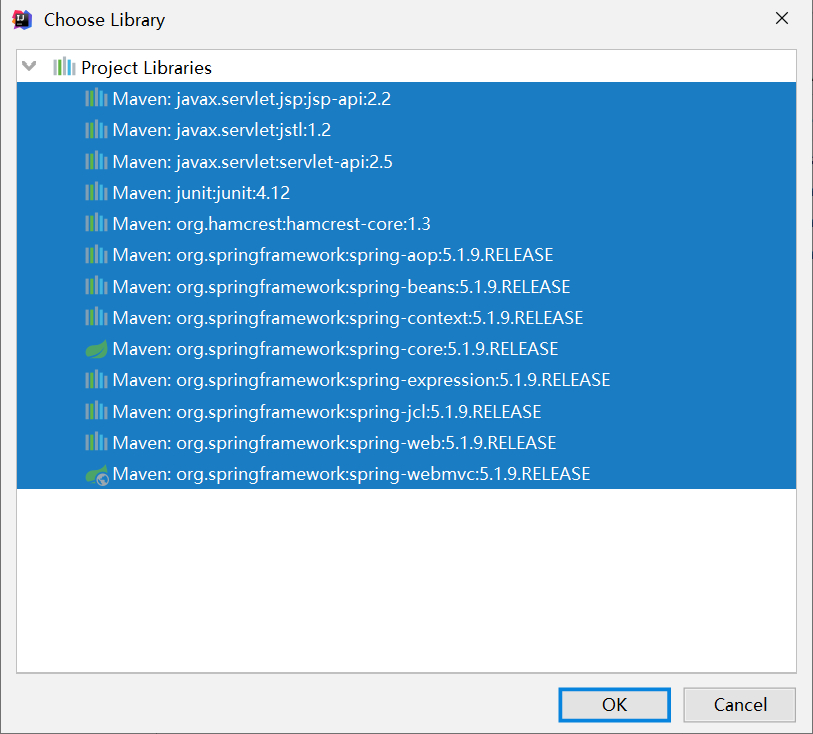 Choose Library
Project Libraries
Maven: javax.servlet.jsp:jsp-api:2.2
Maven: javax.servlet:jstl:1.2
Maven: javax.servlet:servlet-api:2.5
Maven: junit:junit:4.12
Maven: org.hamcrest:hamcrest-core:1.3
Maven: org.springframework:spring-aop:5.1.9.RELEASE
Maven: org.springframework:spring-beans:5.1.9.RELEASE
Maven: org.springframework:spring-context:5.1.9.RELEASE
Maven: org.springframework:spring-core:5.1.9.RELEASE
Maven: org.springframework:spring-expression:5.1.9.RELEASE
Maven: org.springframework:spring-jcl:5.1.9.RELEASE
Maven: org.springframework:spring-web:5.1.9.RELEASE
Maven: org.springframework:spring-webmvc:5.1.9.RELEASE
OK Cancel